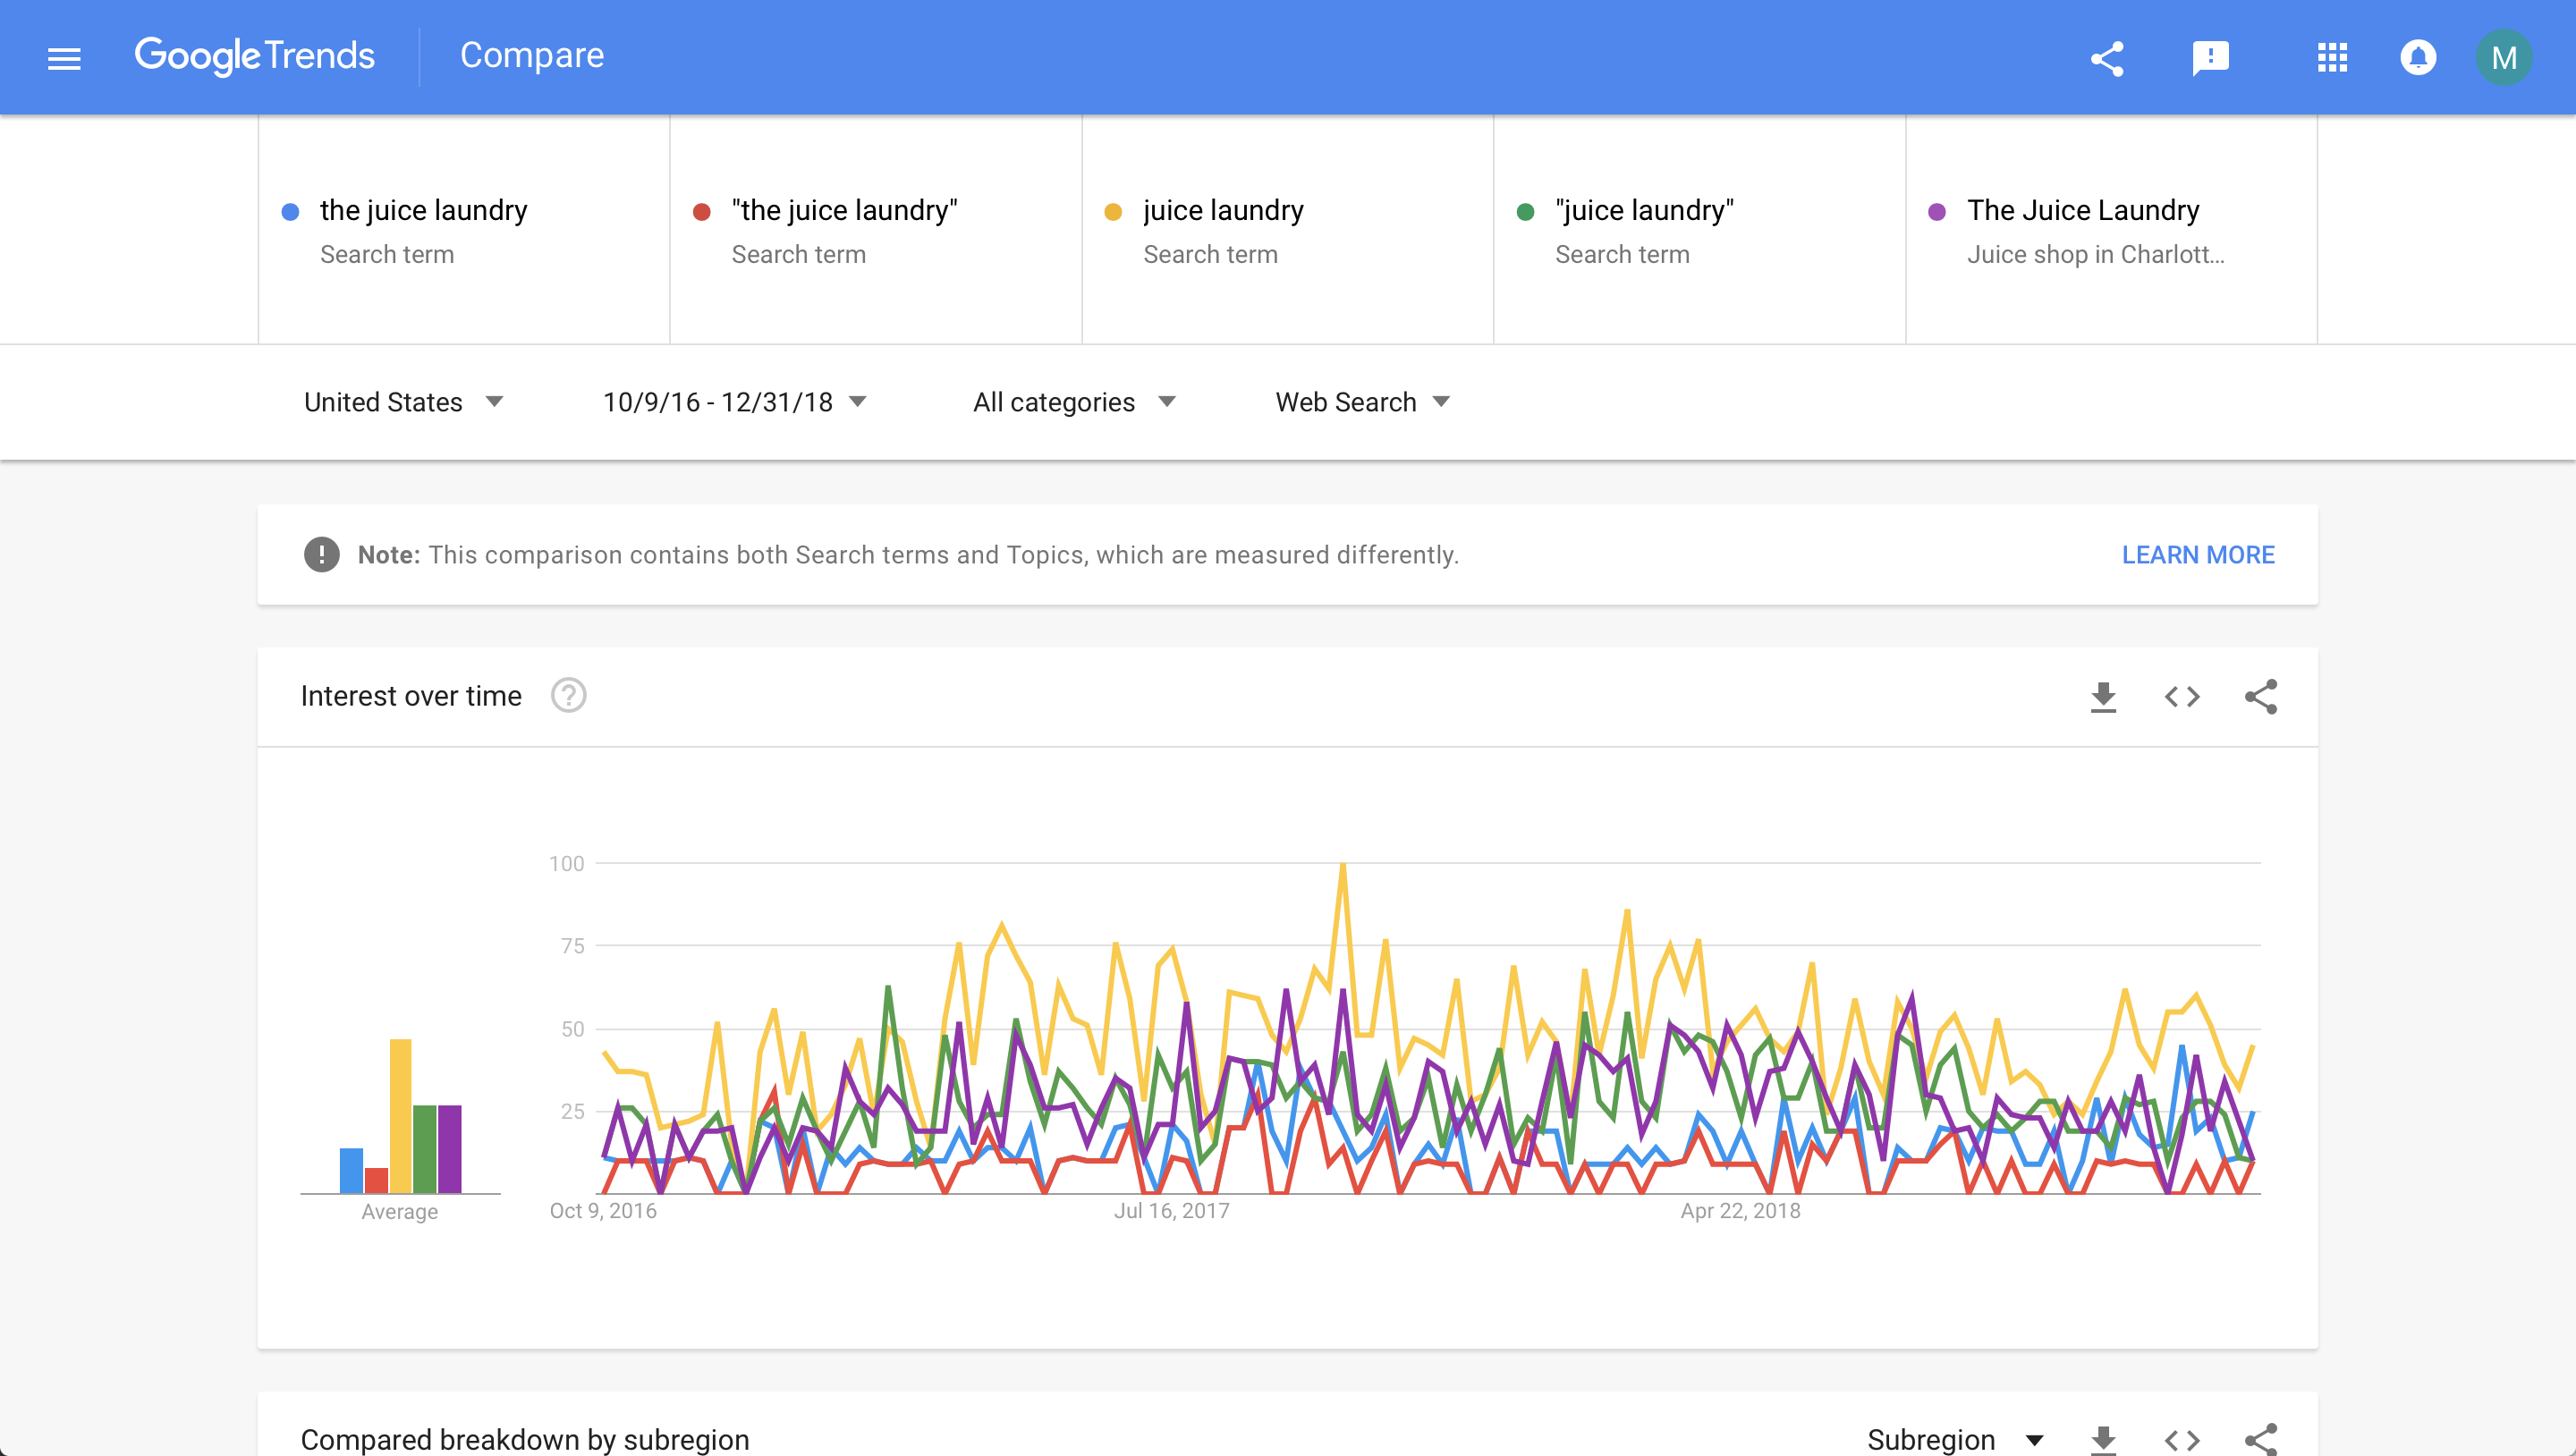 Google Trends
Compare
M
the juice laundry
Search term
"the juice laundry"
Search term
juice laundry
Search term
"juice laundry"
Search term
The Juice Laundry
Juice shop in Charlott...
United States
10/9/16 - 12/31/18
All categories
Web Search
Note: This comparison contains both Search terms and Topics, which are measured differently.
LEARN MORE
Interest over time
?
100
75
50
25
Average
Oct 9, 2016
Jul 16, 2017
Apr 22, 2018
Compared breakdown by subregion
Subregion